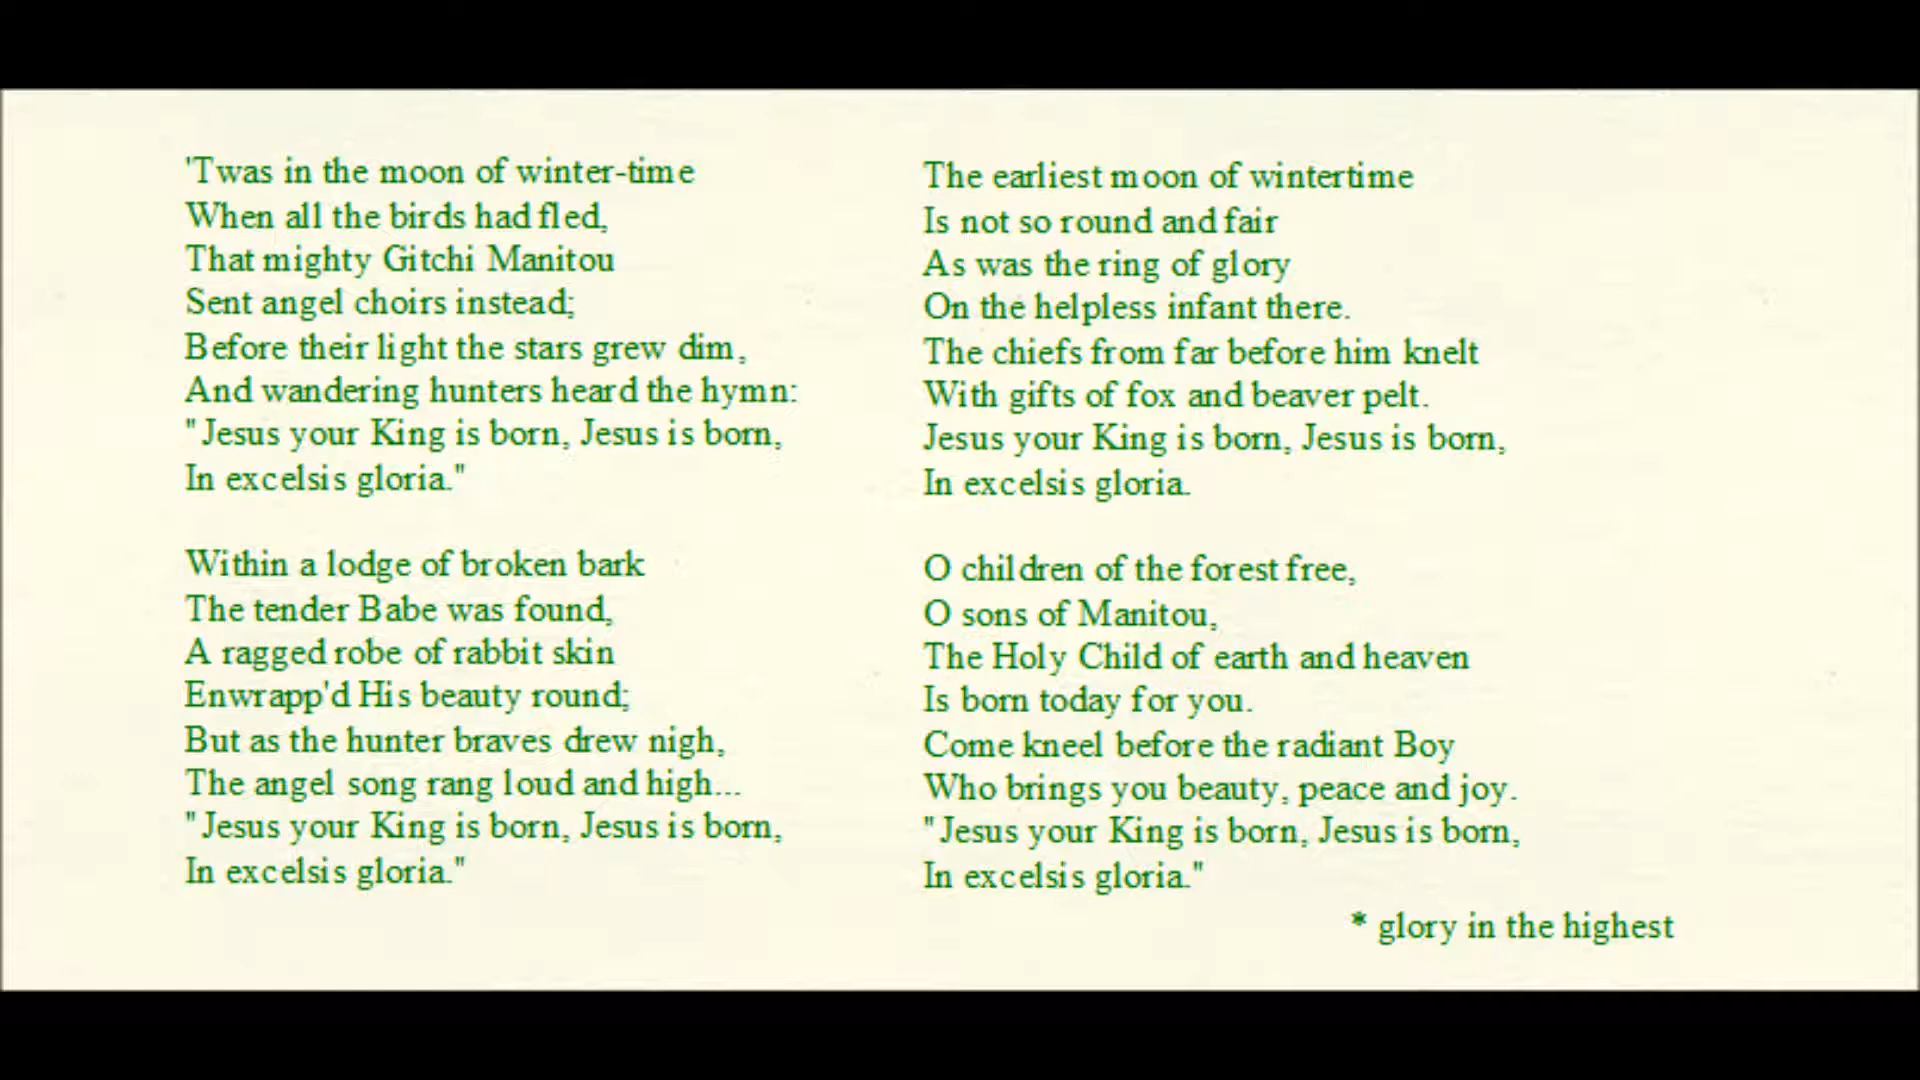 'Twas in the moon of winter-time
When all the birds had fled,
That mighty Gitchi Manitou
Sent angel choirs instead;
Before their light the stars grew dim,
And wandering hunters heard the hymn:
"Jesus your King is born, Jesus is born,
In excelsis gloria."

Within a lodge of broken bark
The tender Babe was found,
A ragged robe of rabbit skin
Enwrapp'd His beauty round;
But as the hunter braves drew nigh,
The angel song rang loud and high...
"Jesus your King is born, Jesus is born,
In excelsis gloria."

The earliest moon of wintertime
Is not so round and fair
As was the ring of glory
On the helpless infant there.
The chiefs from far before him knelt
With gifts of fox and beaver pelt.
Jesus your King is born, Jesus is born,
In excelsis gloria.

O children of the forest free,
O sons of Manitou,
The Holy Child of earth and heaven
Is born today for you.
Come kneel before the radiant Boy
Who brings you beauty, peace and joy.
"Jesus your King is born, Jesus is born,
In excelsis gloria."
* glory in the highest